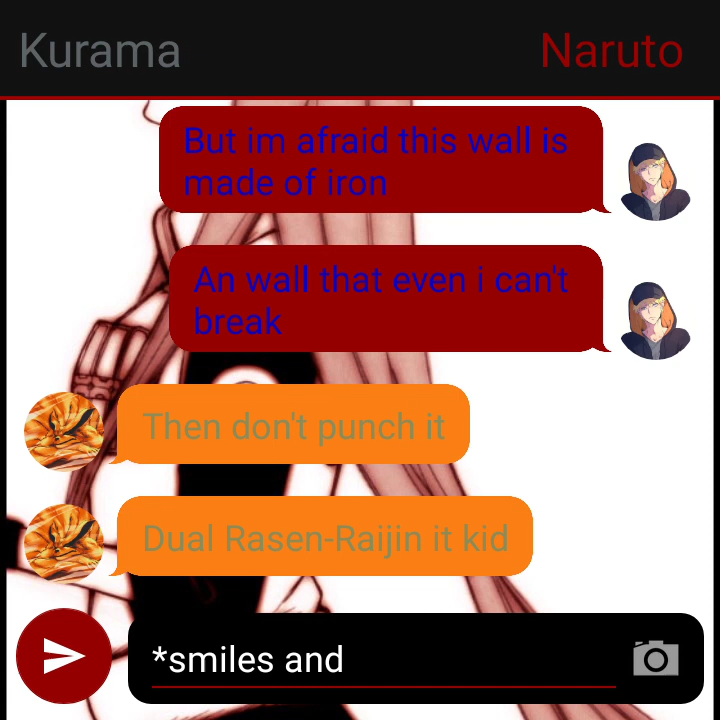 Kurama
Naruto
But im afraid this wall is
made of iron
An wall that even i can't
break
Then don't punch it
Dual Rasen-Raijin it kid
*smiles and